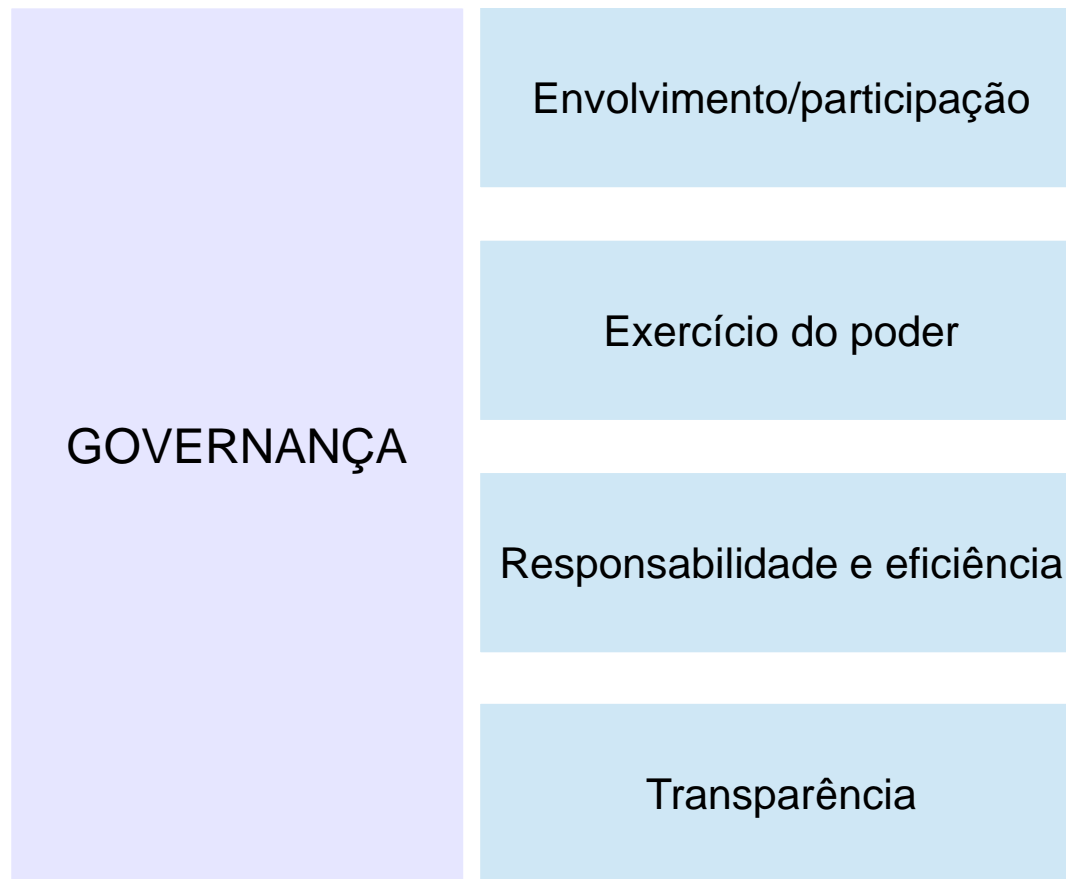 GOVERNANÇA
Envolvimento/participação
Exercício do poder
Responsabilidade e eficiência
Transparência